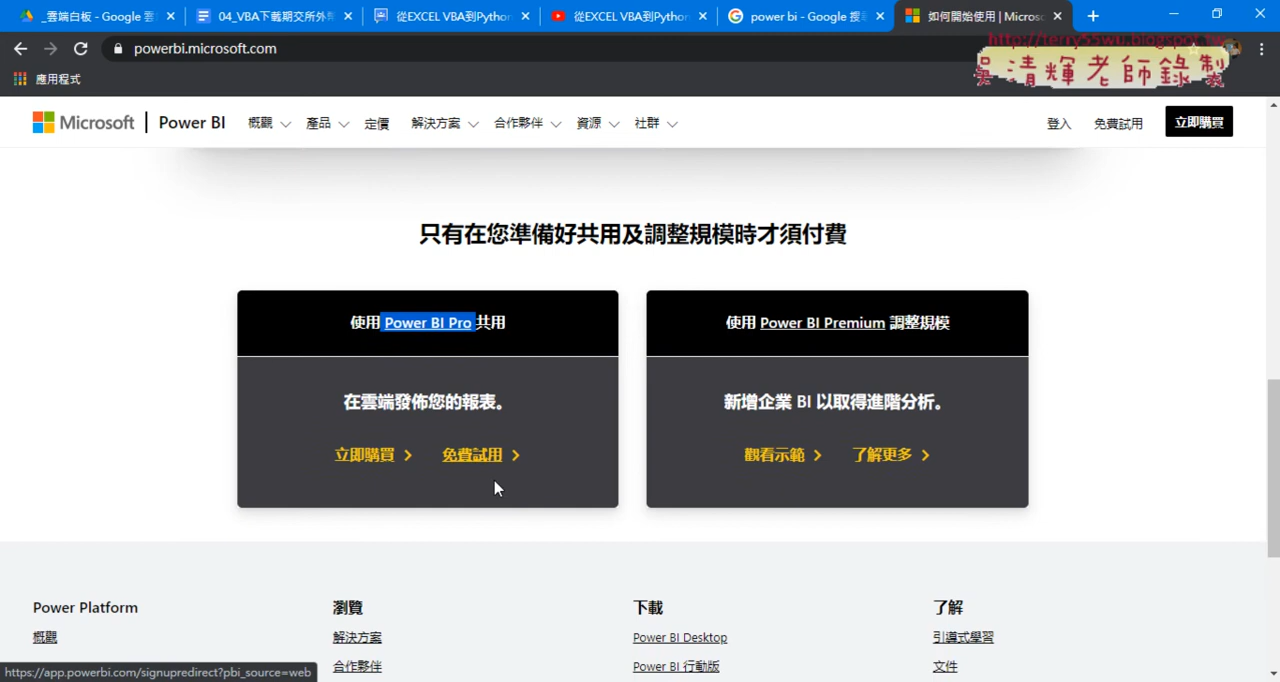 _雲端白板 - Google 雲
04_VBA下載期交所外幣
從EXCEL VBA到Python
從EXCEL VBA到Python
power bi - Google 搜尋
如何開始使用 | Microsoft
powerbi.microsoft.com
http://terry55wu.blogspot.tw
吳清輝老師錄製
應用程式
Microsoft | Power BI 概觀 產品 定價 解決方案 合作夥伴 資源 社群 登入 免費試用 立即購買
只有在您準備好共用及調整規模時才須付費
使用 Power BI Pro 共用
使用 Power BI Premium 調整規模
在雲端發佈您的報表。
新增企業 BI 以取得進階分析。
立即購買 免費試用
觀看示範 了解更多
Power Platform
瀏覽
下載
了解
概觀
解決方案
Power BI Desktop
引導式學習
https://app.powerbi.com/signupredirect?pbi_source=web
合作夥伴
Power BI 行動版
文件